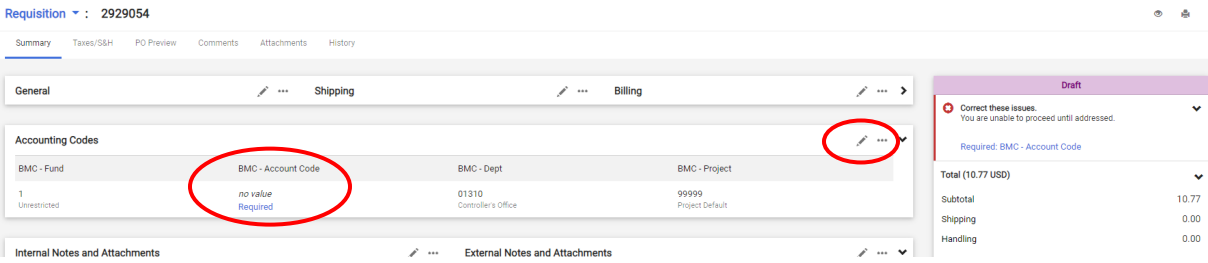 Requisition : 2929054
Summary Taxes/S&H PO Preview Comments Attachments History
General Shipping Billing
Accounting Codes
BMC - Fund BMC - Account Code BMC - Dept BMC - Project
1 no value 01310 99999
Unrestricted Required Controller's Office Project Default
Internal Notes and Attachments External Notes and Attachments
Draft
Correct these issues.
You are unable to proceed until addressed.
Required: BMC - Account Code
Total (10.77 USD)
Subtotal 10.77
Shipping 0.00
Handling 0.00